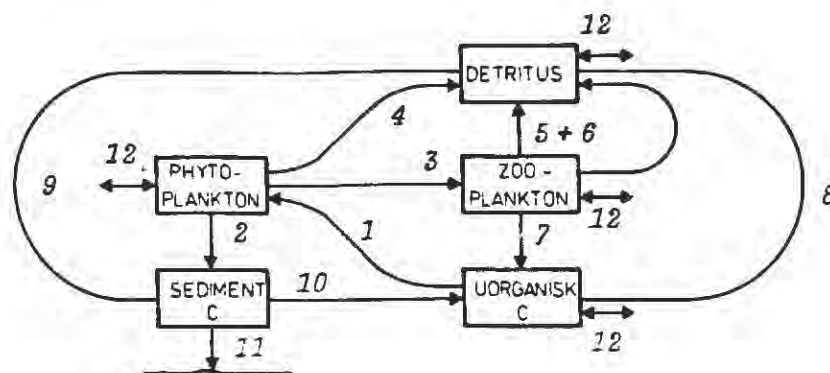 12
DETRITUS
4
5 + 6
12
3
PHYTO-
PLANKTON
ZOO-
PLANKTON
9
8
12
2
1
7
SEDIMENT
C
10
UORGANISK
C
12
11